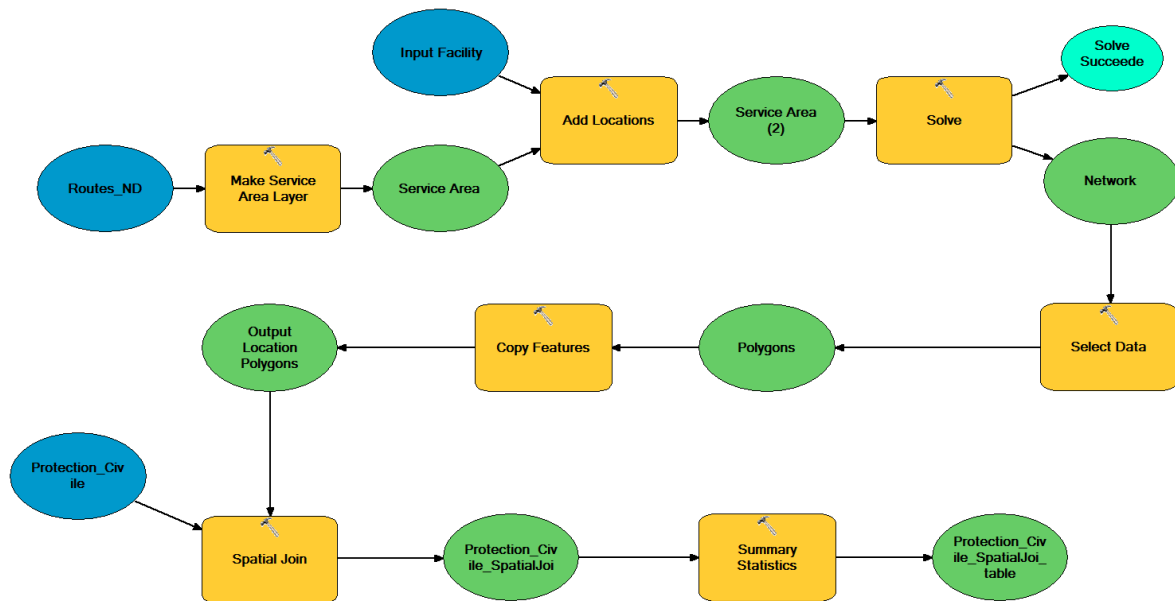 Input Facility
Solve
Succeede
Add Locations
Service Area
(2)
Solve
Routes_ND
Make Service
Area Layer
Service Area
Network
Output
Location
Polygons
Copy Features
Polygons
Select Data
Protection_Civ
ile
Spatial Join
Protection_Civ
ile_SpatialJoi
Summary
Statistics
Protection_Civ
ile_SpatialJoi_
table